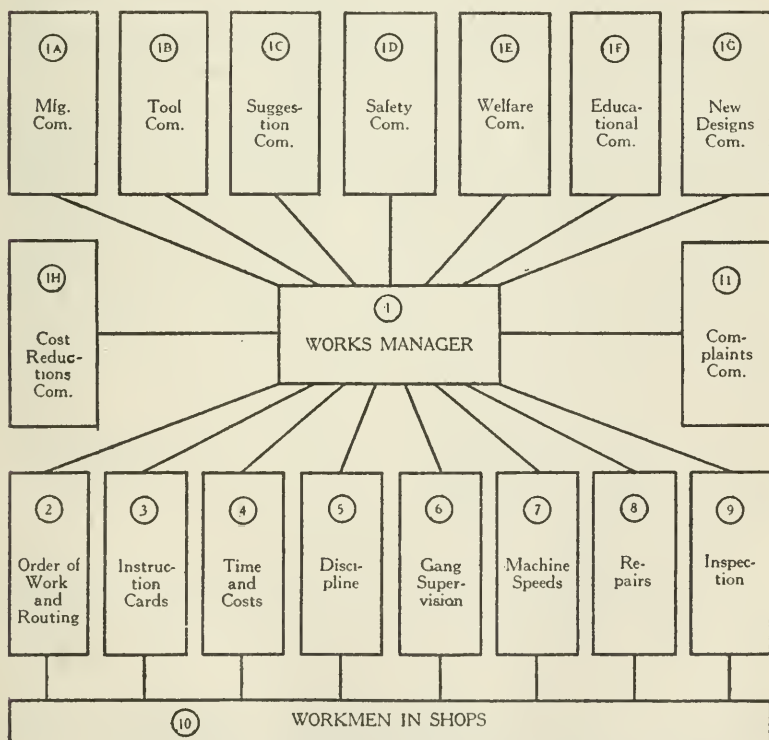 1A
Mfg.
Com.
1B
Tool
Com.
1C
Sugges-
tion
Com.
1D
Safety
Com.
1E
Welfare
Com.
1F
Educa-
tional
Com.
1G
New
Designs
Com.
1H
Cost
Reduc-
tions
Com.
1
WORKS MANAGER
11
Com-
plaints
Com.
2
Order of
Work
and
Routing
3
Instruc-
tion
Cards
4
Time
and
Costs
5
Disci-
pline
6
Gang
Super-
vision
7
Machine
Speeds
8
Re-
pairs
9
Inspec-
tion
10
WORKMEN IN SHOPS